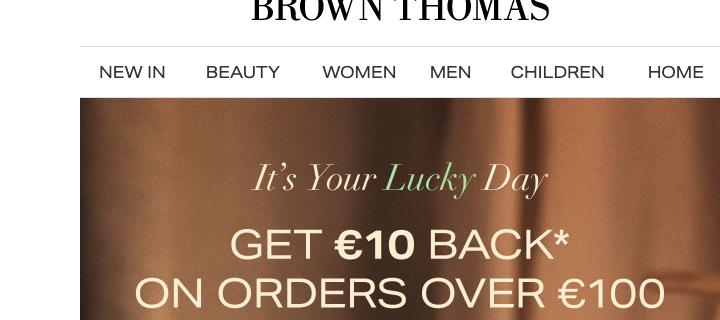 BROWN THOMAS
NEW IN BEAUTY WOMEN MEN CHILDREN HOME
It's Your Lucky Day
GET €10 BACK*
ON ORDERS OVER €100